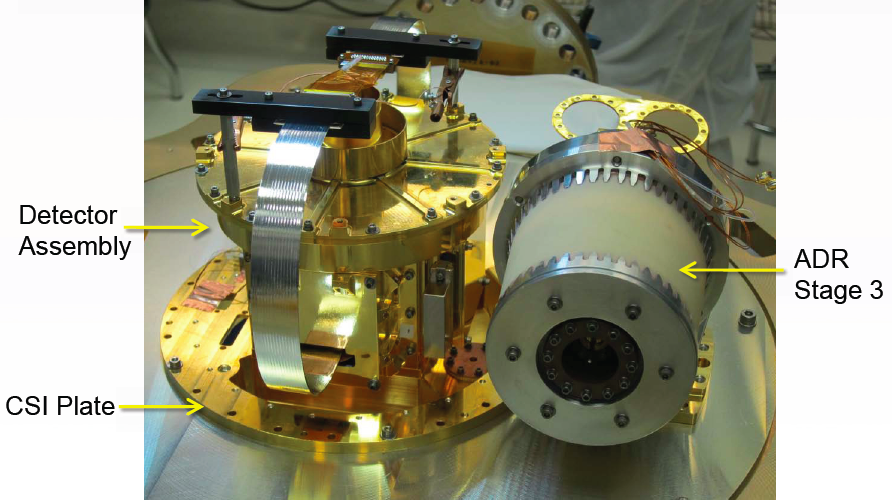 Detector
Assembly
ADR
Stage 3
CSI Plate